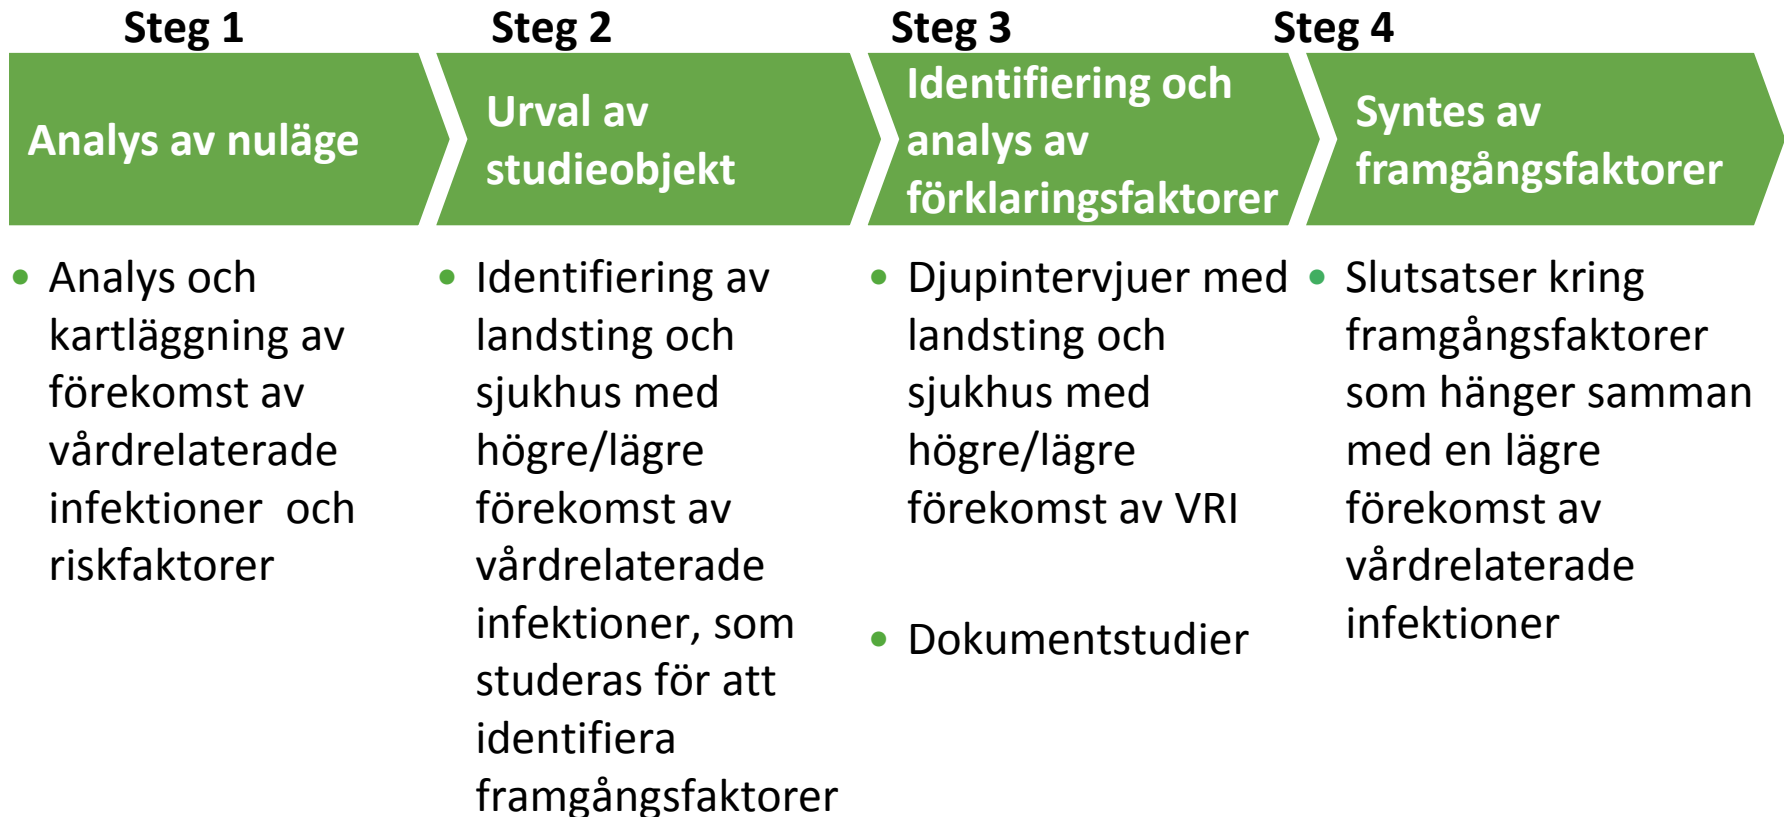 Steg 1
Steg 2
Steg 3
Steg 4
Analys av nuläge
Urval av
studieobjekt
Identifiering och
analys av
förklaringsfaktorer
Syntes av
framgångsfaktorer
• Analys och
kartläggning av
förekomst av
vårdrelaterade
infektioner och
riskfaktorer
• Identifiering av
landsting och
sjukhus med
högre/lägre
förekomst av
vårdrelaterade
infektioner, som
studeras för att
identifiera
framgångsfaktorer
• Djupintervjuer med
landsting och
sjukhus med
högre/lägre
förekomst av VRI
• Dokumentstudier
• Slutsatser kring
framgångsfaktorer
som hänger samman
med en lägre
förekomst av
vårdrelaterade
infektioner